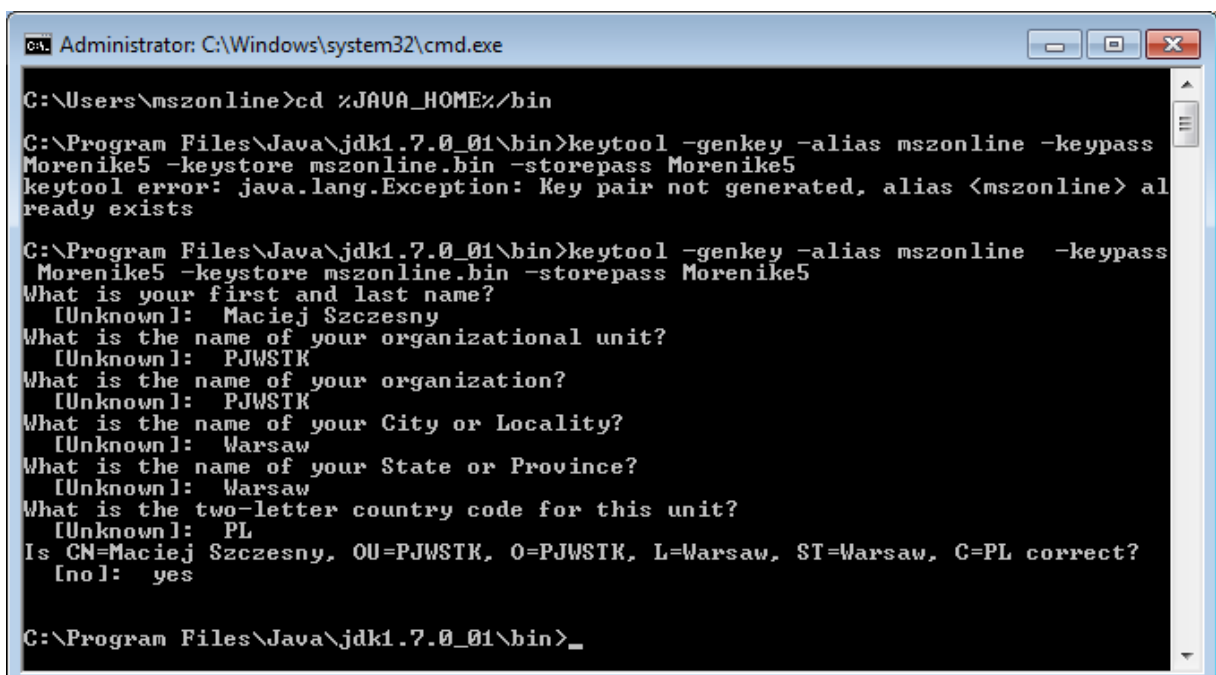 Administrator: C:\Windows\system32\cmd.exe
C:\Users\mszonline>cd %JAVA_HOME%/bin
C:\Program Files\Java\jdk1.7.0_01\bin>keytool -genkey -alias mszonline -keypass
Morenike5 -keystore mszonline.bin -storepass Morenike5
keytool error: java.lang.Exception: Key pair not generated, alias <mszonline> al
ready exists
C:\Program Files\Java\jdk1.7.0_01\bin>keytool -genkey -alias mszonline  -keypass
 Morenike5 -keystore mszonline.bin -storepass Morenike5
What is your first and last name?
  [Unknown]:  Maciej Szczesny
What is the name of your organizational unit?
  [Unknown]:  PJWSTK
What is the name of your organization?
  [Unknown]:  PJWSTK
What is the name of your City or Locality?
  [Unknown]:  Warsaw
What is the name of your State or Province?
  [Unknown]:  Warsaw
What is the two-letter country code for this unit?
  [Unknown]:  PL
Is CN=Maciej Szczesny, OU=PJWSTK, O=PJWSTK, L=Warsaw, ST=Warsaw, C=PL correct?
  [no]:  yes
C:\Program Files\Java\jdk1.7.0_01\bin>_